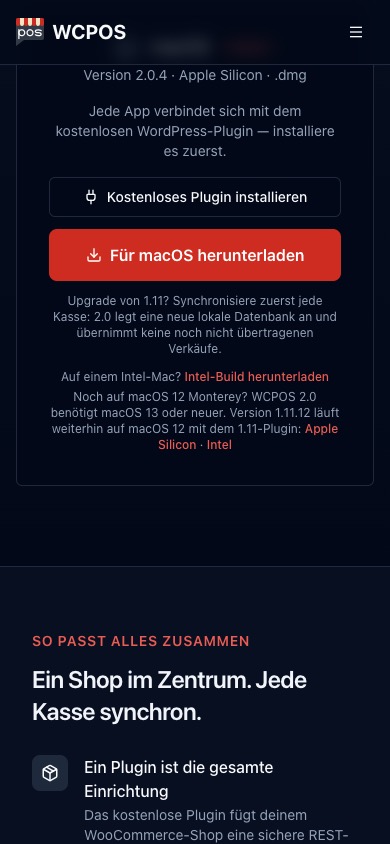 pos WCPOS
Version 2.0.4 · Apple Silicon · .dmg
Jede App verbindet sich mit dem
kostenlosen WordPress-Plugin — installiere
es zuerst.
Kostenloses Plugin installieren
Für macOS herunterladen
Upgrade von 1.11? Synchronisiere zuerst jede
Kasse: 2.0 legt eine neue lokale Datenbank an und
übernimmt keine noch nicht übertragenen
Verkäufe.
Auf einem Intel-Mac? Intel-Build herunterladen
Noch auf macOS 12 Monterey? WCPOS 2.0
benötigt macOS 13 oder neuer. Version 1.11.12 läuft
weiterhin auf macOS 12 mit dem 1.11-Plugin: Apple
Silicon · Intel
SO PASST ALLES ZUSAMMEN
Ein Shop im Zentrum. Jede
Kasse synchron.
Ein Plugin ist die gesamte
Einrichtung
Das kostenlose Plugin fügt deinem
WooCommerce-Shop eine sichere REST-